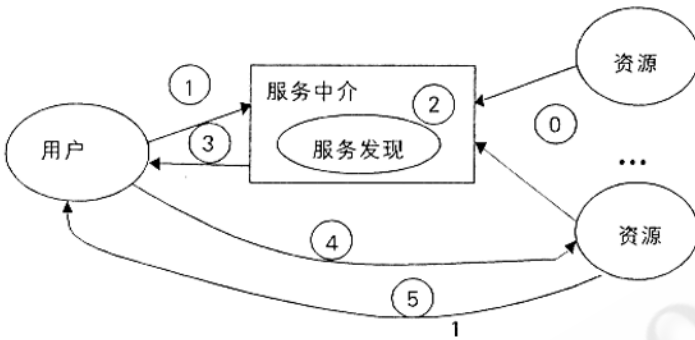 资源
①
服务中介
②
⓪
用户
③
服务发现
...
资源
④
⑤
1